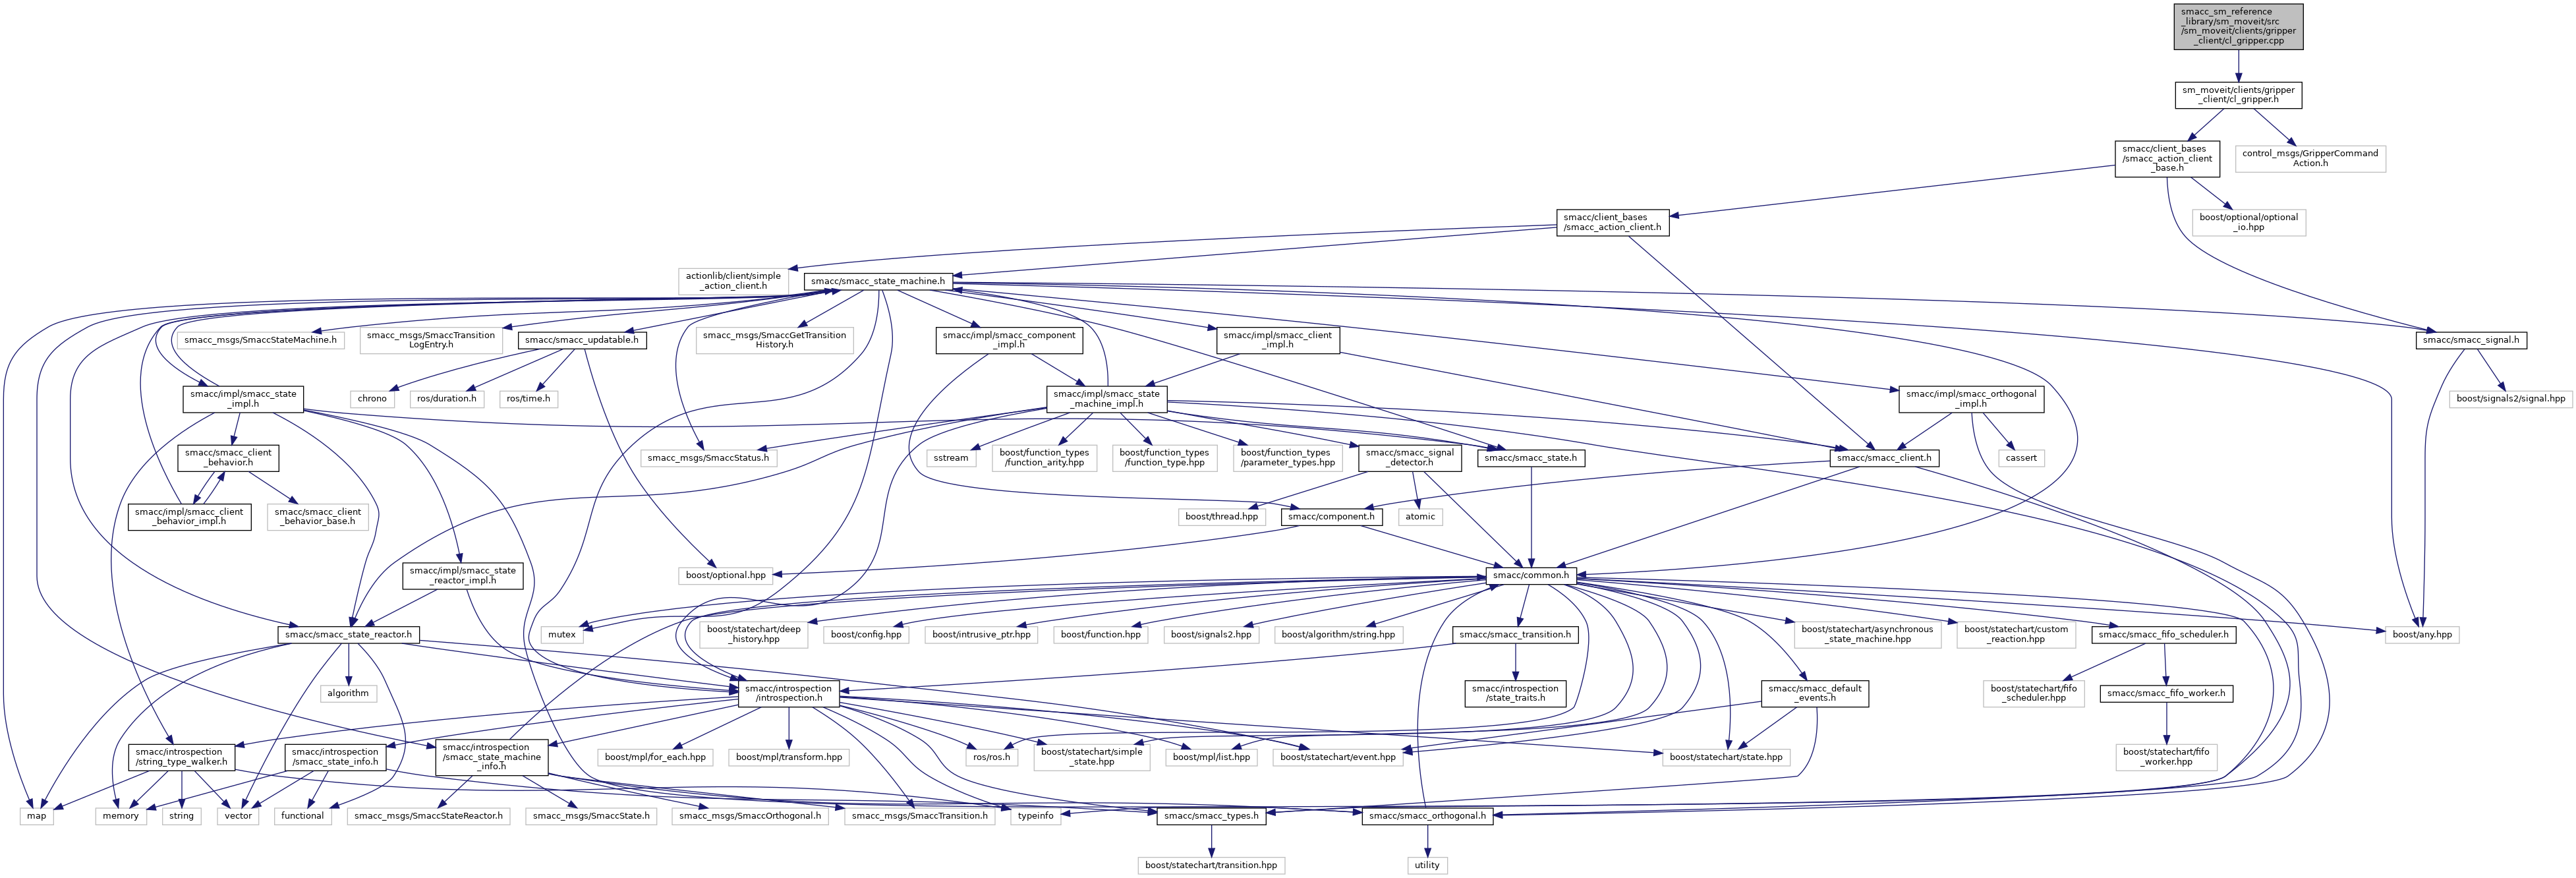 smacc_sm_reference
_library/sm_moveit/src
/sm_moveit/clients/gripper
_client/cl_gripper.cpp
sm_moveit/clients/gripper
_client/cl_gripper.h
smacc/client_bases
/smacc_action_client
_base.h
control_msgs/GripperCommand
Action.h
smacc/client_bases
/smacc_action_client.h
boost/optional/optional
_io.hpp
actionlib/client/simple
_action_client.h
smacc/smacc_state_machine.h
smacc_msgs/SmaccStateMachine.h
smacc_msgs/SmaccTransition
LogEntry.h
smacc/smacc_updatable.h
smacc_msgs/SmaccGetTransition
History.h
smacc/impl/smacc_component
_impl.h
smacc/impl/smacc_client
_impl.h
smacc/smacc_signal.h
smacc/impl/smacc_state
_impl.h
chrono
ros/duration.h
ros/time.h
smacc/impl/smacc_state
_machine_impl.h
smacc/impl/smacc_orthogonal
_impl.h
boost/signals2/signal.hpp
smacc/smacc_client
_behavior.h
smacc_msgs/SmaccStatus.h
sstream
boost/function_types
/function_arity.hpp
boost/function_types
/function_type.hpp
boost/function_types
/parameter_types.hpp
smacc/smacc_signal
_detector.h
smacc/smacc_state.h
smacc/smacc_client.h
cassert
smacc/impl/smacc_client
_behavior_impl.h
smacc/smacc_client
_behavior_base.h
boost/thread.hpp
smacc/component.h
atomic
smacc/impl/smacc_state
_reactor_impl.h
boost/optional.hpp
smacc/common.h
smacc/smacc_state_reactor.h
mutex
boost/statechart/deep
_history.hpp
boost/config.hpp
boost/intrusive_ptr.hpp
boost/function.hpp
boost/signals2.hpp
boost/algorithm/string.hpp
smacc/smacc_transition.h
boost/statechart/asynchronous
_state_machine.hpp
boost/statechart/custom
_reaction.hpp
smacc/smacc_fifo_scheduler.h
boost/any.hpp
algorithm
smacc/introspection
/introspection.h
smacc/introspection
/state_traits.h
smacc/smacc_default
_events.h
boost/statechart/fifo
_scheduler.hpp
smacc/smacc_fifo_worker.h
smacc/introspection
/string_type_walker.h
smacc/introspection
/smacc_state_info.h
smacc/introspection
/smacc_state_machine
_info.h
boost/mpl/for_each.hpp
boost/mpl/transform.hpp
ros/ros.h
boost/statechart/simple
_state.hpp
boost/mpl/list.hpp
boost/statechart/event.hpp
boost/statechart/state.hpp
boost/statechart/fifo
_worker.hpp
map
memory
string
vector
functional
smacc_msgs/SmaccStateReactor.h
smacc_msgs/SmaccState.h
smacc_msgs/SmaccOrthogonal.h
smacc_msgs/SmaccTransition.h
typeinfo
smacc/smacc_types.h
smacc/smacc_orthogonal.h
boost/statechart/transition.hpp
utility